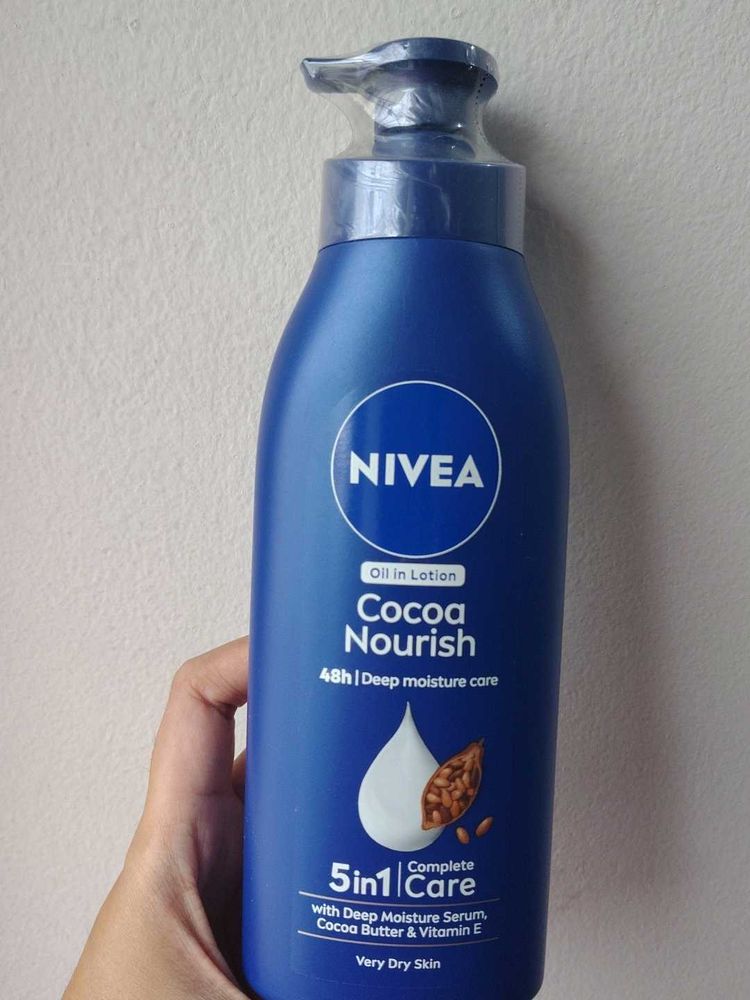 NIVEA
Oil in Lotion
Cocoa
Nourish
48h | Deep moisture care
5in1 | Complete
Care
with Deep Moisture Serum,
Cocoa Butter & Vitamin E
Very Dry Skin